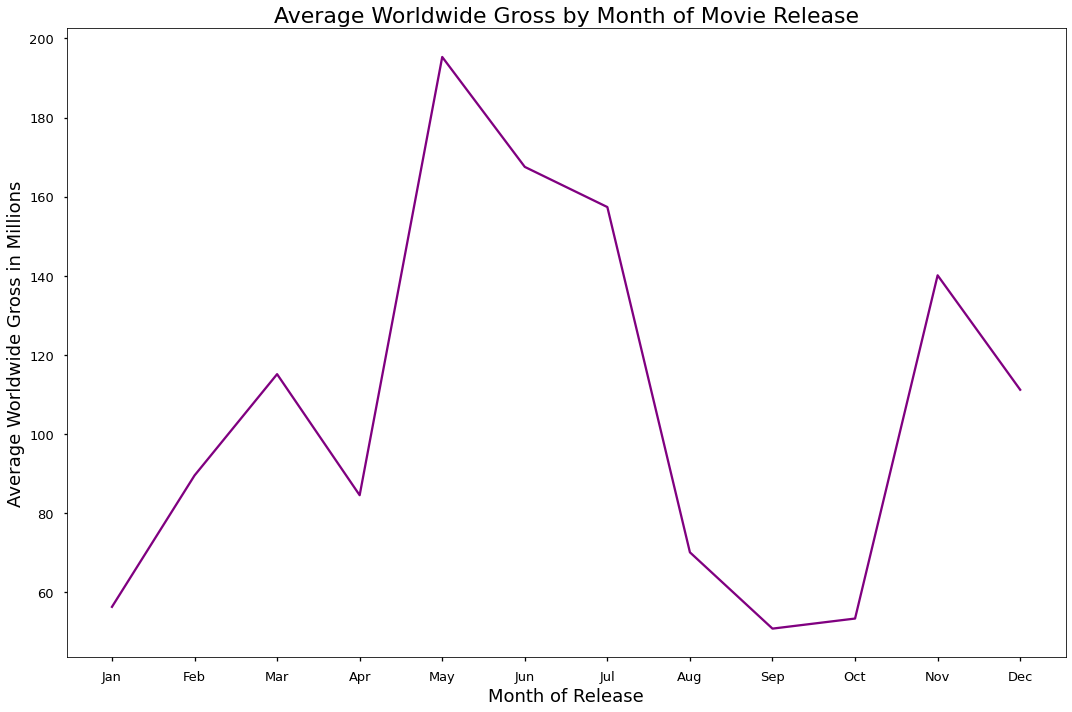 Average Worldwide Gross by Month of Movie Release
Average Worldwide Gross in Millions
200
180
160
140
120
100
80
60
Jan Feb Mar Apr May Jun Jul Aug Sep Oct Nov Dec
Month of Release